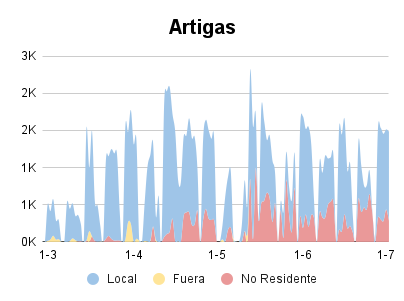 Artigas
3K
2K
2K
1K
1K
0K
1-3 1-4 1-5 1-6 1-7
Local Fuera No Residente